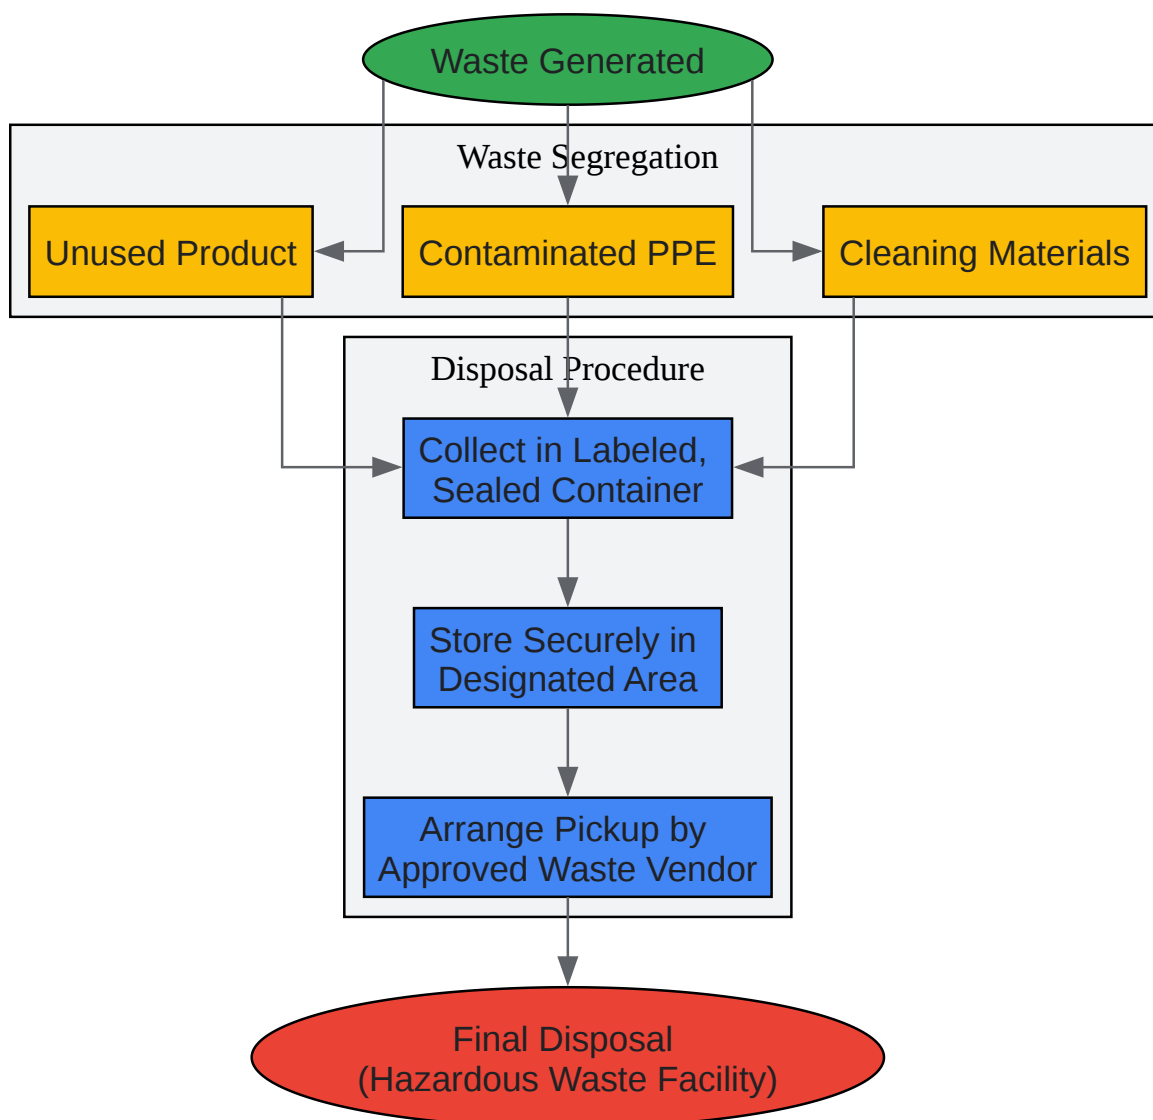 Waste Generated
Waste Segregation
Unused Product
Contaminated PPE
Cleaning Materials
Disposal Procedure
Collect in Labeled,
Sealed Container
Store Securely in
Designated Area
Arrange Pickup by
Approved Waste Vendor
Final Disposal
(Hazardous Waste Facility)